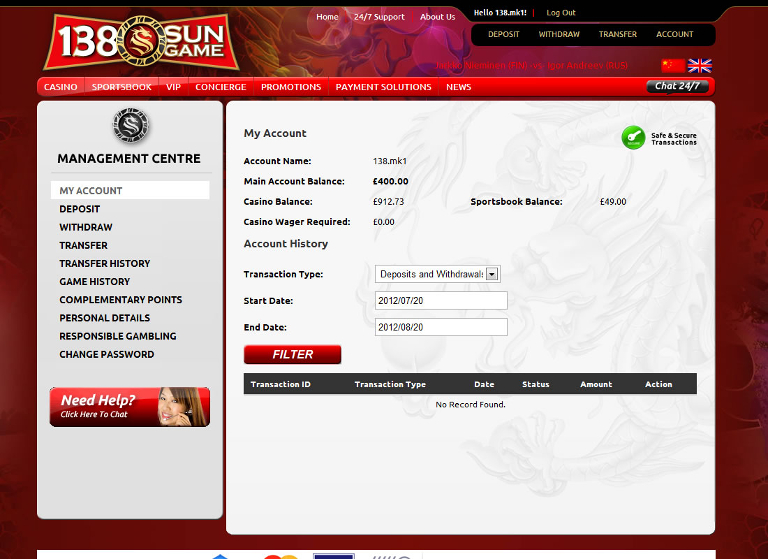 Home 24/7 Support About Us
Hello 138.mk1! | Log Out
DEPOSIT WITHDRAW TRANSFER ACCOUNT
138 SUN GAME
CASINO SPORTSBOOK VIP CONCIERGE PROMOTIONS PAYMENT SOLUTIONS NEWS
Chat 24/7
MANAGEMENT CENTRE
MY ACCOUNT
DEPOSIT
WITHDRAW
TRANSFER
TRANSFER HISTORY
GAME HISTORY
COMPLEMENTARY POINTS
PERSONAL DETAILS
RESPONSIBLE GAMBLING
CHANGE PASSWORD
Need Help?
Click Here To Chat
My Account
SECURE
Safe & Secure
Transactions
Account Name: 138.mk1
Main Account Balance: £400.00
Casino Balance: £912.73 Sportsbook Balance: £49.00
Casino Wager Required: £0.00
Account History
Transaction Type: Deposits and Withdrawals
Start Date: 2012/07/20
End Date: 2012/08/20
FILTER
Transaction ID Transaction Type Date Status Amount Action
No Record Found.